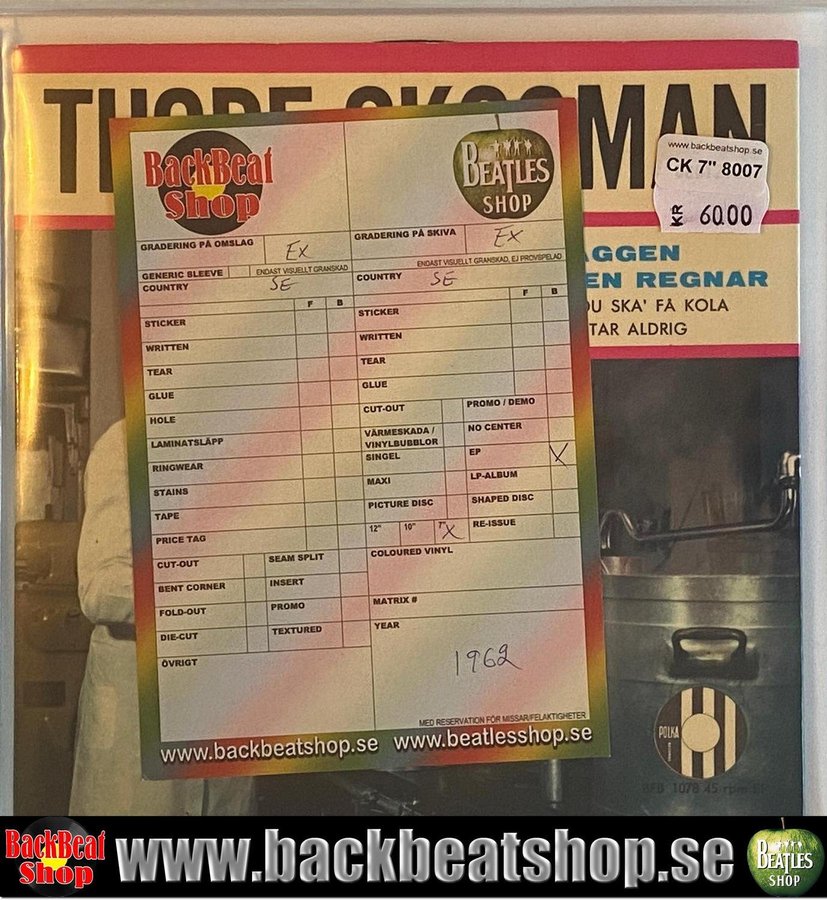 THORE SKOGMAN
www.backbeatshop.se
CK 7" 8007
KR 60.00
AGGEN
EN REGNAR
DU SKA' FÅ KOLA
TAR ALDRIG
BackBeat
Shop
BEATLES
SHOP
GRADERING PÅ OMSLAG Ex
GRADERING PÅ SKIVA Ex
GENERIC SLEEVE
ENDAST VISUELLT GRANSKAD
ENDAST VISUELLT GRANSKAD, EJ PROVSPELAD
COUNTRY SE
COUNTRY SE
F B
F B
STICKER
STICKER
WRITTEN
WRITTEN
TEAR
TEAR
GLUE
GLUE
HOLE
CUT-OUT
PROMO / DEMO
LAMINATSLÄPP
VÄRMESKADA /
VINYLBUBBLOR
NO CENTER
RINGWEAR
SINGEL
EP X
STAINS
MAXI
LP-ALBUM
TAPE
PICTURE DISC
SHAPED DISC
PRICE TAG
12" 10" 7" X
RE-ISSUE
CUT-OUT
SEAM SPLIT
COLOURED VINYL
BENT CORNER
INSERT
FOLD-OUT
PROMO
MATRIX #
DIE-CUT
TEXTURED
YEAR
1962
ÖVRIGT
MED RESERVATION FÖR MISSAR/FELAKTIGHETER
www.backbeatshop.se www.beatlesshop.se
POLKA
BEB 1078 45 rpm EP
BackBeat
Shop
www.backbeatshop.se
BEATLES
SHOP